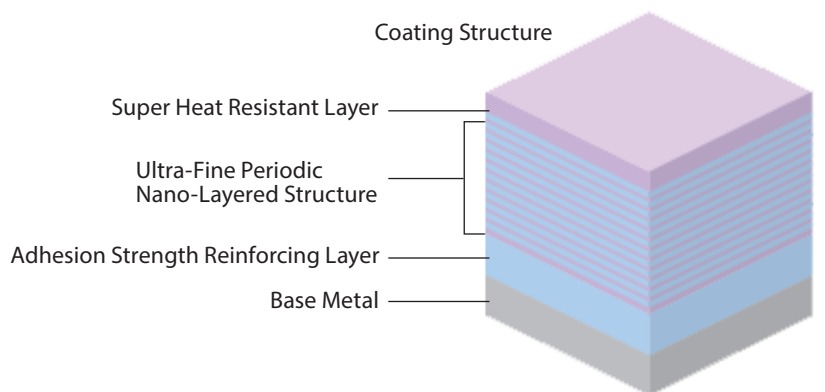 Coating Structure
Super Heat Resistant Layer
Ultra-Fine Periodic
Nano-Layered Structure
Adhesion Strength Reinforcing Layer
Base Metal